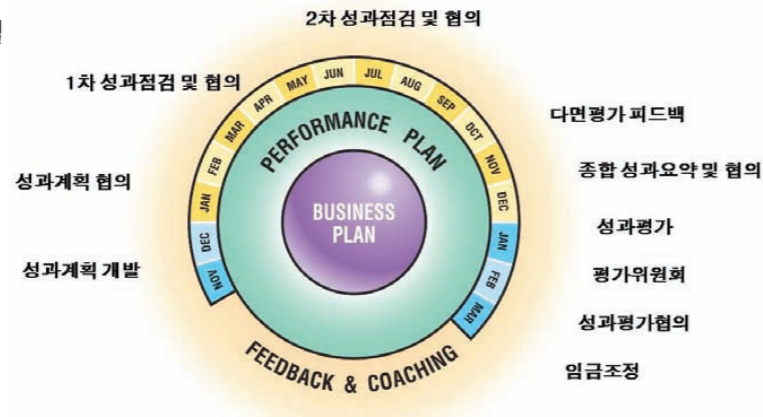 2차 성과점검 및 협의
1차 성과점검 및 협의
성과계획 협의
성과계획 개발
NOV
DEC
JAN
FEB
MAR
APR
MAY
JUN
JUL
AUG
SEP
OCT
NOV
DEC
JAN
FEB
MAR
PERFORMANCE PLAN
BUSINESS
PLAN
FEEDBACK & COACHING
다면평가 피드백
종합 성과요약 및 협의
성과평가
평가위원회
성과평가협의
임금조정